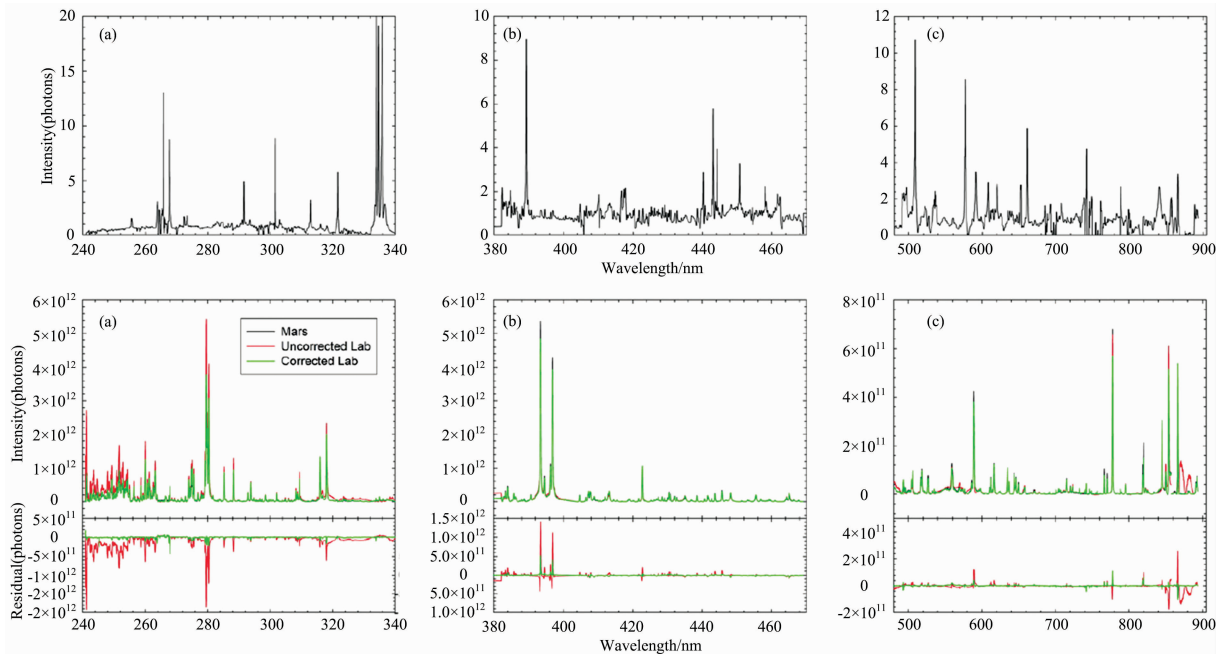 Intensity(photons)
(a)
20
15
10
5
0
240 260 280 300 320 340
(b)
10
8
6
4
2
0
380 400 420 440 460
Wavelength/nm
(c)
12
10
8
6
4
2
0
500 600 700 800 900
Intensity(photons)
(a)
Mars
Uncorrected Lab
Corrected Lab
6×10¹²
5×10¹²
4×10¹²
3×10¹²
2×10¹²
1×10¹²
0
Residual(photons)
5×10¹¹
0
-5×10¹¹
-1×10¹²
-2×10¹²
-2×10¹²
240 260 280 300 320 340
(b)
6×10¹²
5×10¹²
4×10¹²
3×10¹²
2×10¹²
1×10¹²
0
1.5×10¹²
1.0×10¹²
5.0×10¹¹
0
5.0×10¹¹
1.0×10¹²
380 400 420 440 460
Wavelength/nm
(c)
8×10¹¹
6×10¹¹
4×10¹¹
2×10¹¹
0
4×10¹¹
2×10¹¹
0
-2×10¹¹
500 600 700 800 900